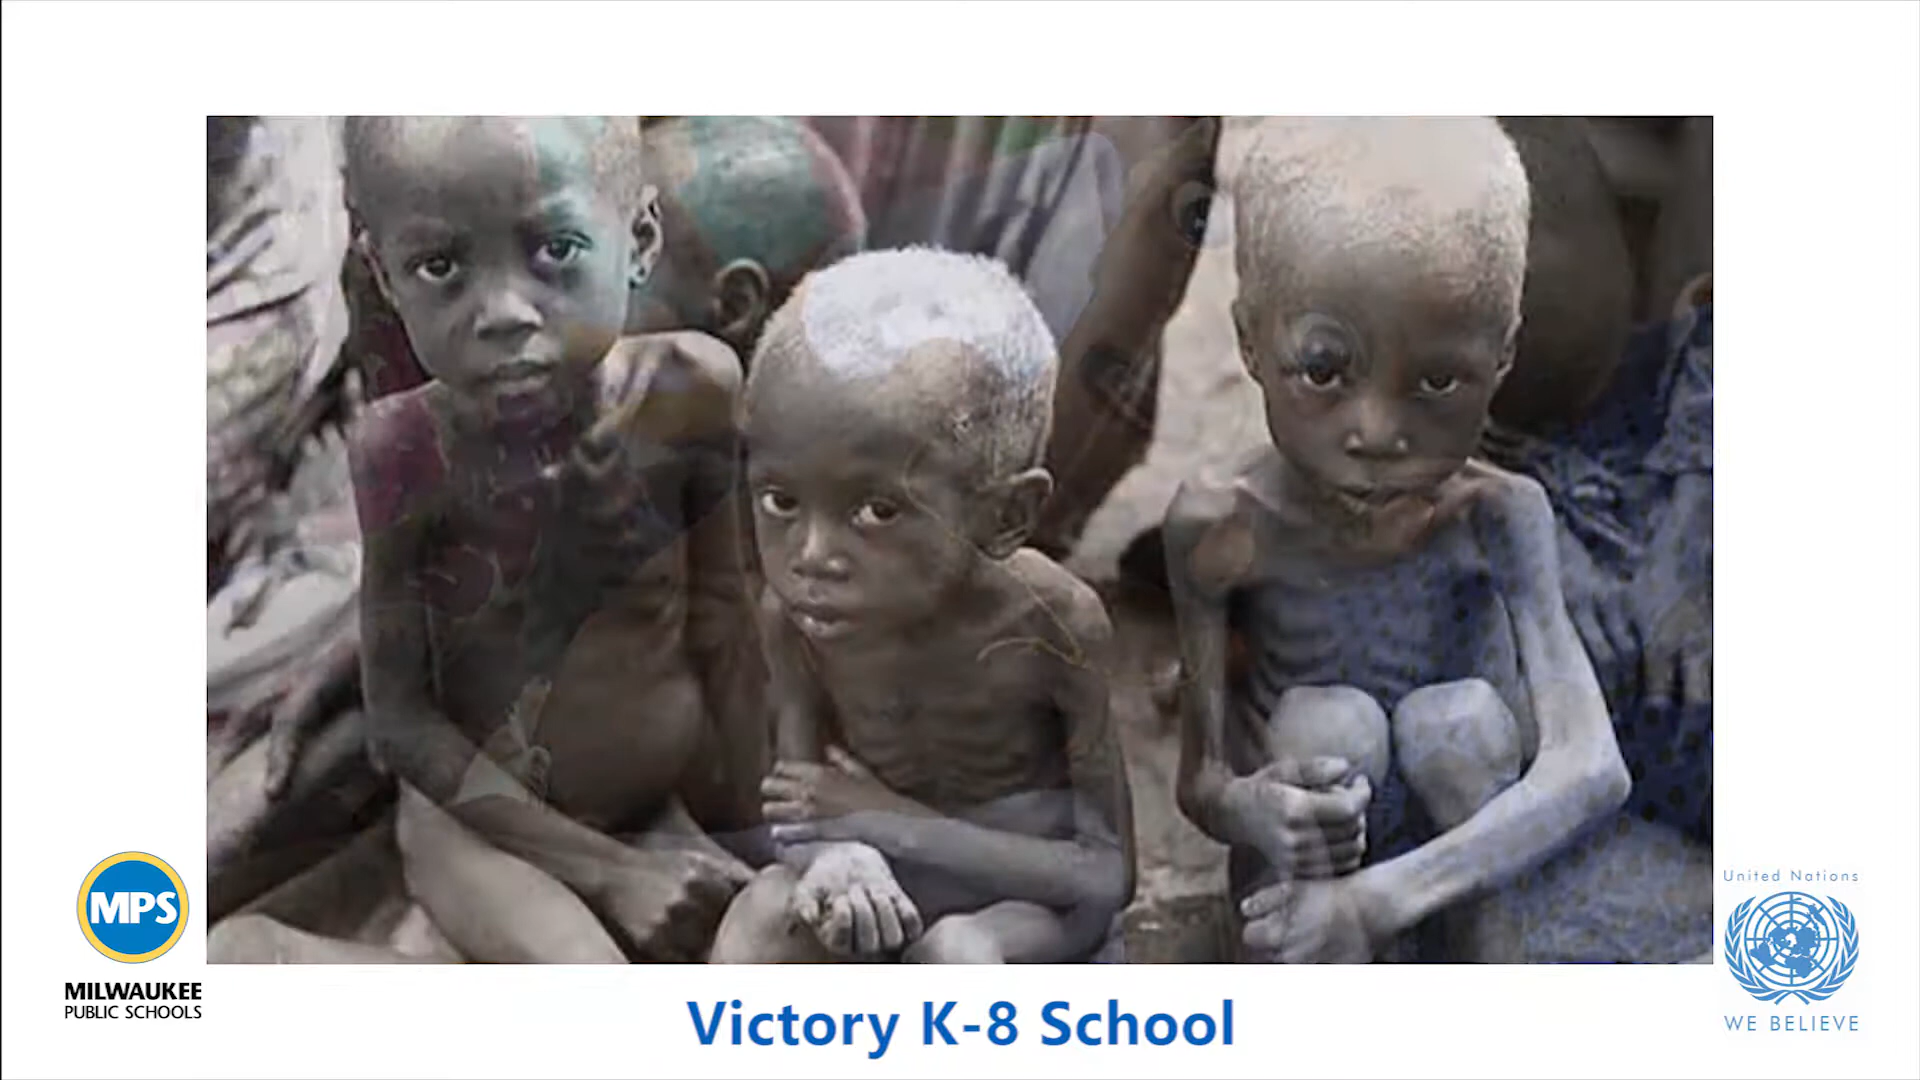 MPS
MILWAUKEE
PUBLIC SCHOOLS
Victory K-8 School
United Nations
WE BELIEVE